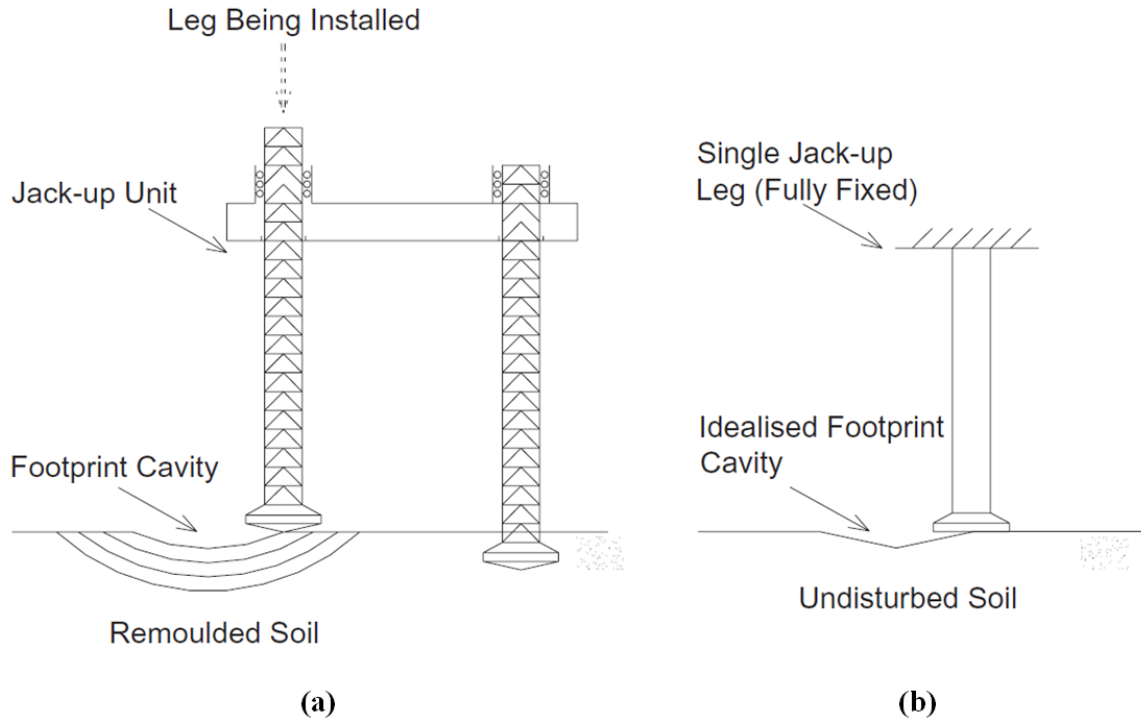 Leg Being Installed
Jack-up Unit
Footprint Cavity
Remoulded Soil
(a)
Single Jack-up
Leg (Fully Fixed)
Idealised Footprint
Cavity
Undisturbed Soil
(b)